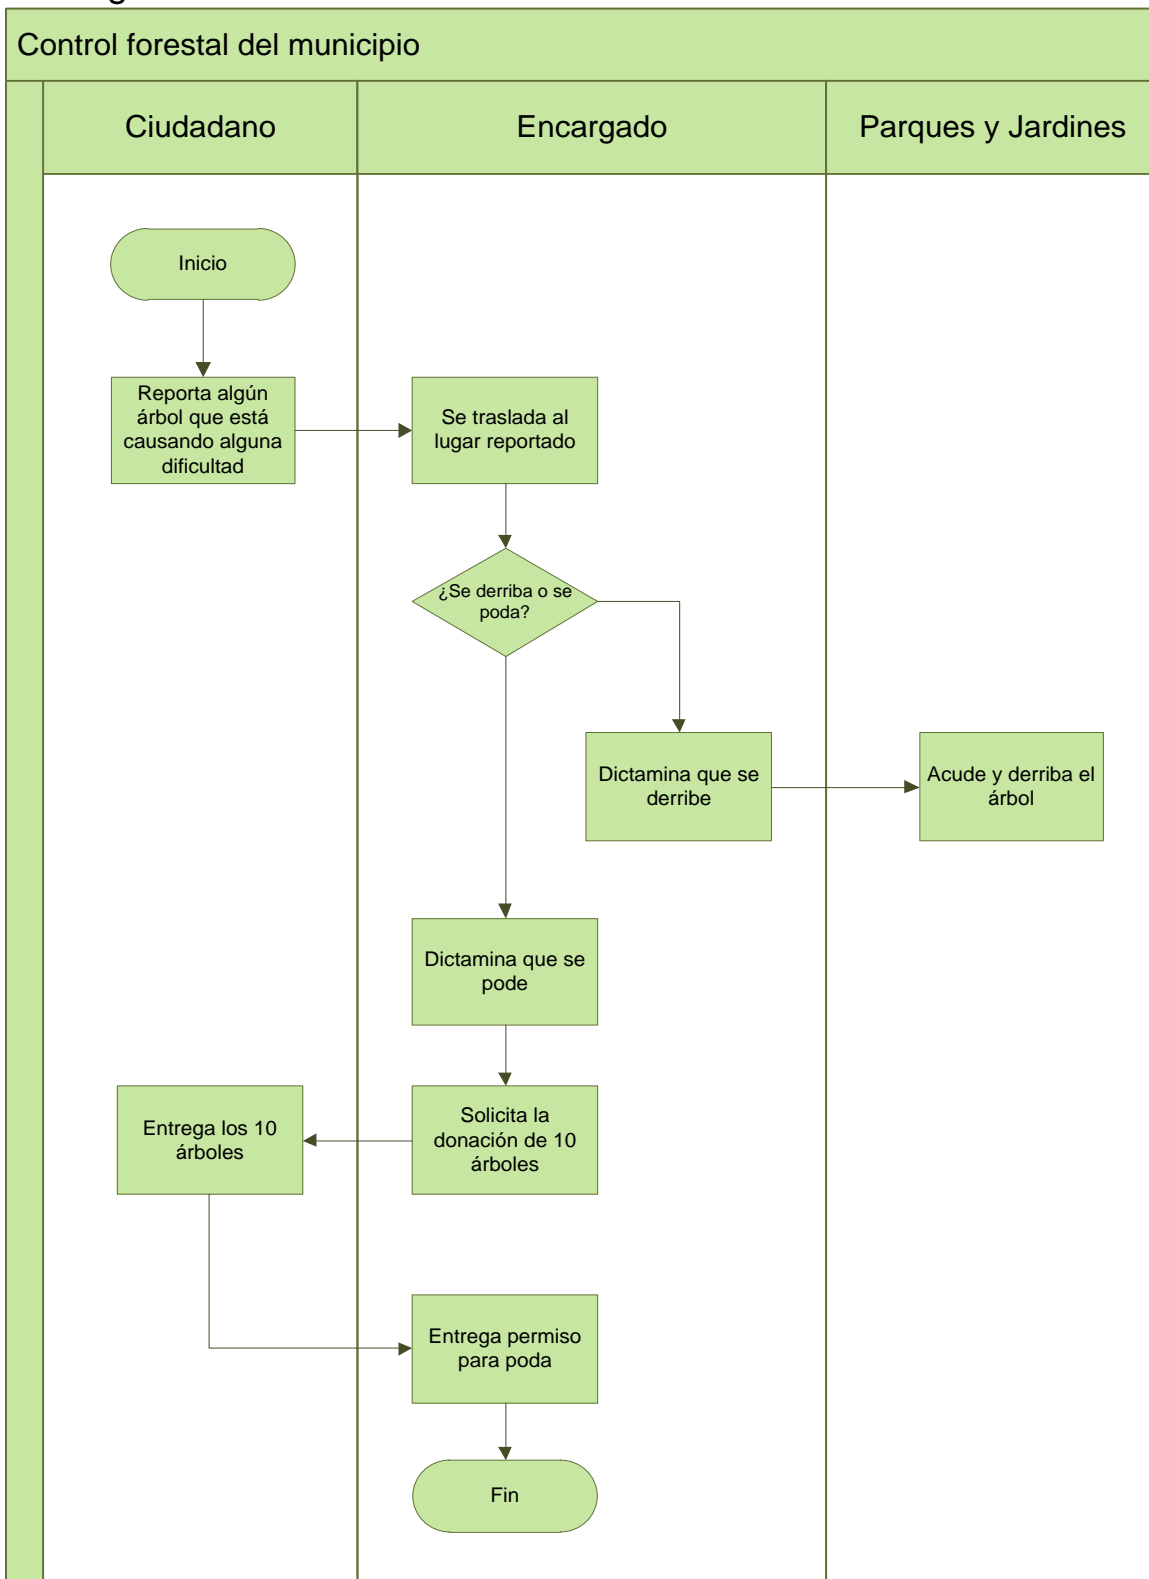 Control forestal del municipio
Ciudadano
Encargado
Parques y Jardines
Inicio
Reporta algún
árbol que está
causando alguna
dificultad
Se traslada al
lugar reportado
¿Se derriba o se
poda?
Dictamina que se
derribe
Acude y derriba el
árbol
Dictamina que se
pode
Solicita la
donación de 10
árboles
Entrega los 10
árboles
Entrega permiso
para poda
Fin